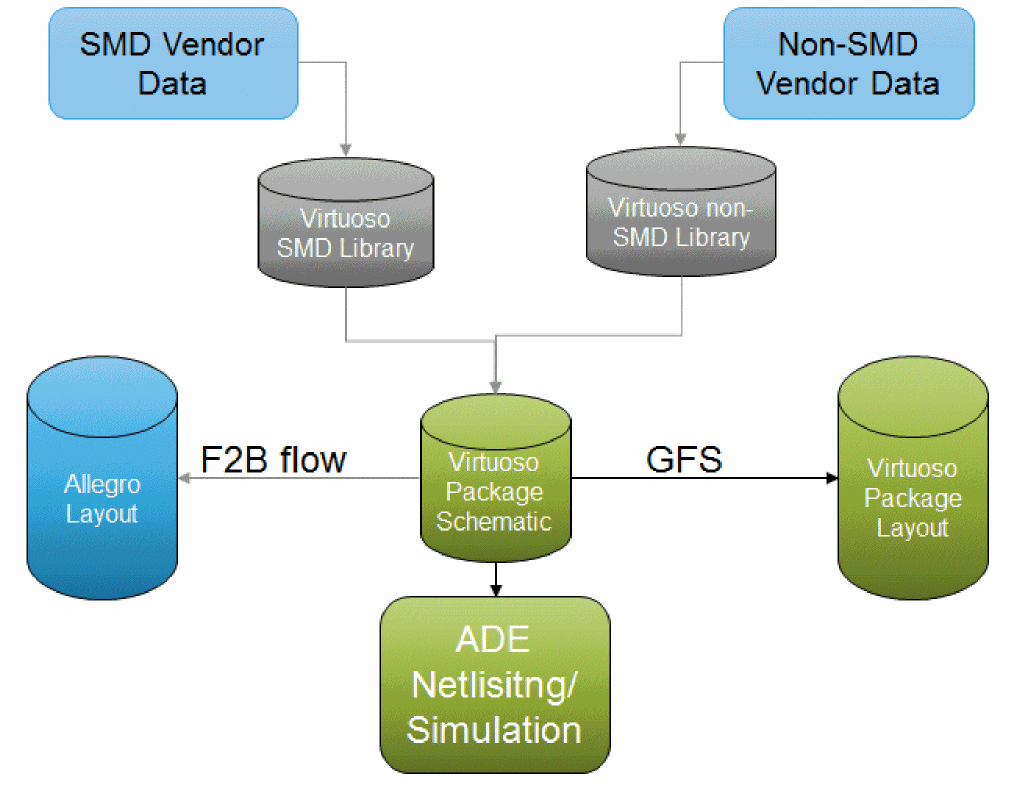 SMD Vendor
Data
Non-SMD
Vendor Data
Virtuoso
SMD Library
Virtuoso non-
SMD Library
Allegro
Layout
F2B flow
Virtuoso
Package
Schematic
GFS
Virtuoso
Package
Layout
ADE
Netlisitng/
Simulation